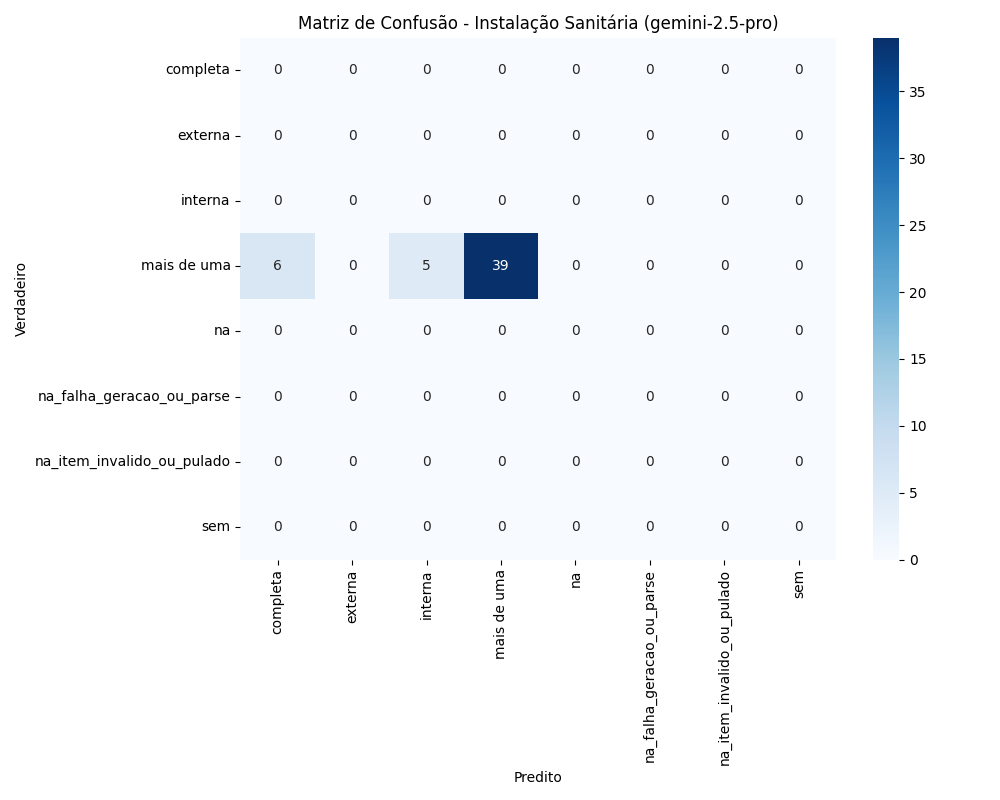 Matriz de Confusão - Instalação Sanitária (gemini-2.5-pro)
completa 0 0 0 0 0 0 0 0
externa 0 0 0 0 0 0 0 0
interna 0 0 0 0 0 0 0 0
mais de uma 6 0 5 39 0 0 0 0
na 0 0 0 0 0 0 0 0
na_falha_geracao_ou_parse 0 0 0 0 0 0 0 0
na_item_invalido_ou_pulado 0 0 0 0 0 0 0 0
sem 0 0 0 0 0 0 0 0
Verdadeiro
completa
externa
interna
mais de uma
na
na_falha_geracao_ou_parse
na_item_invalido_ou_pulado
sem
Predito
35
30
25
20
15
10
5
0